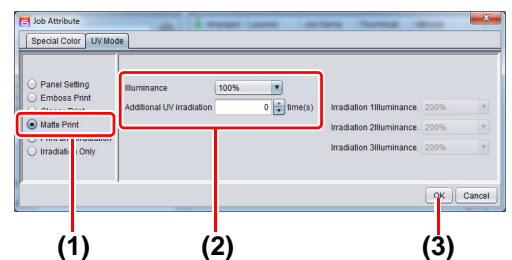 Job Attribute
Special Color UV Mode
Panel Setting
Emboss Print
Matte Print
Irradiation Only
Illuminance 100%
Additional UV irradiation 0 time(s)
Irradiation 1Illuminance. 200%
Irradiation 2Illuminance. 200%
Irradiation 3Illuminance. 200%
OK Cancel
(1) (2) (3)